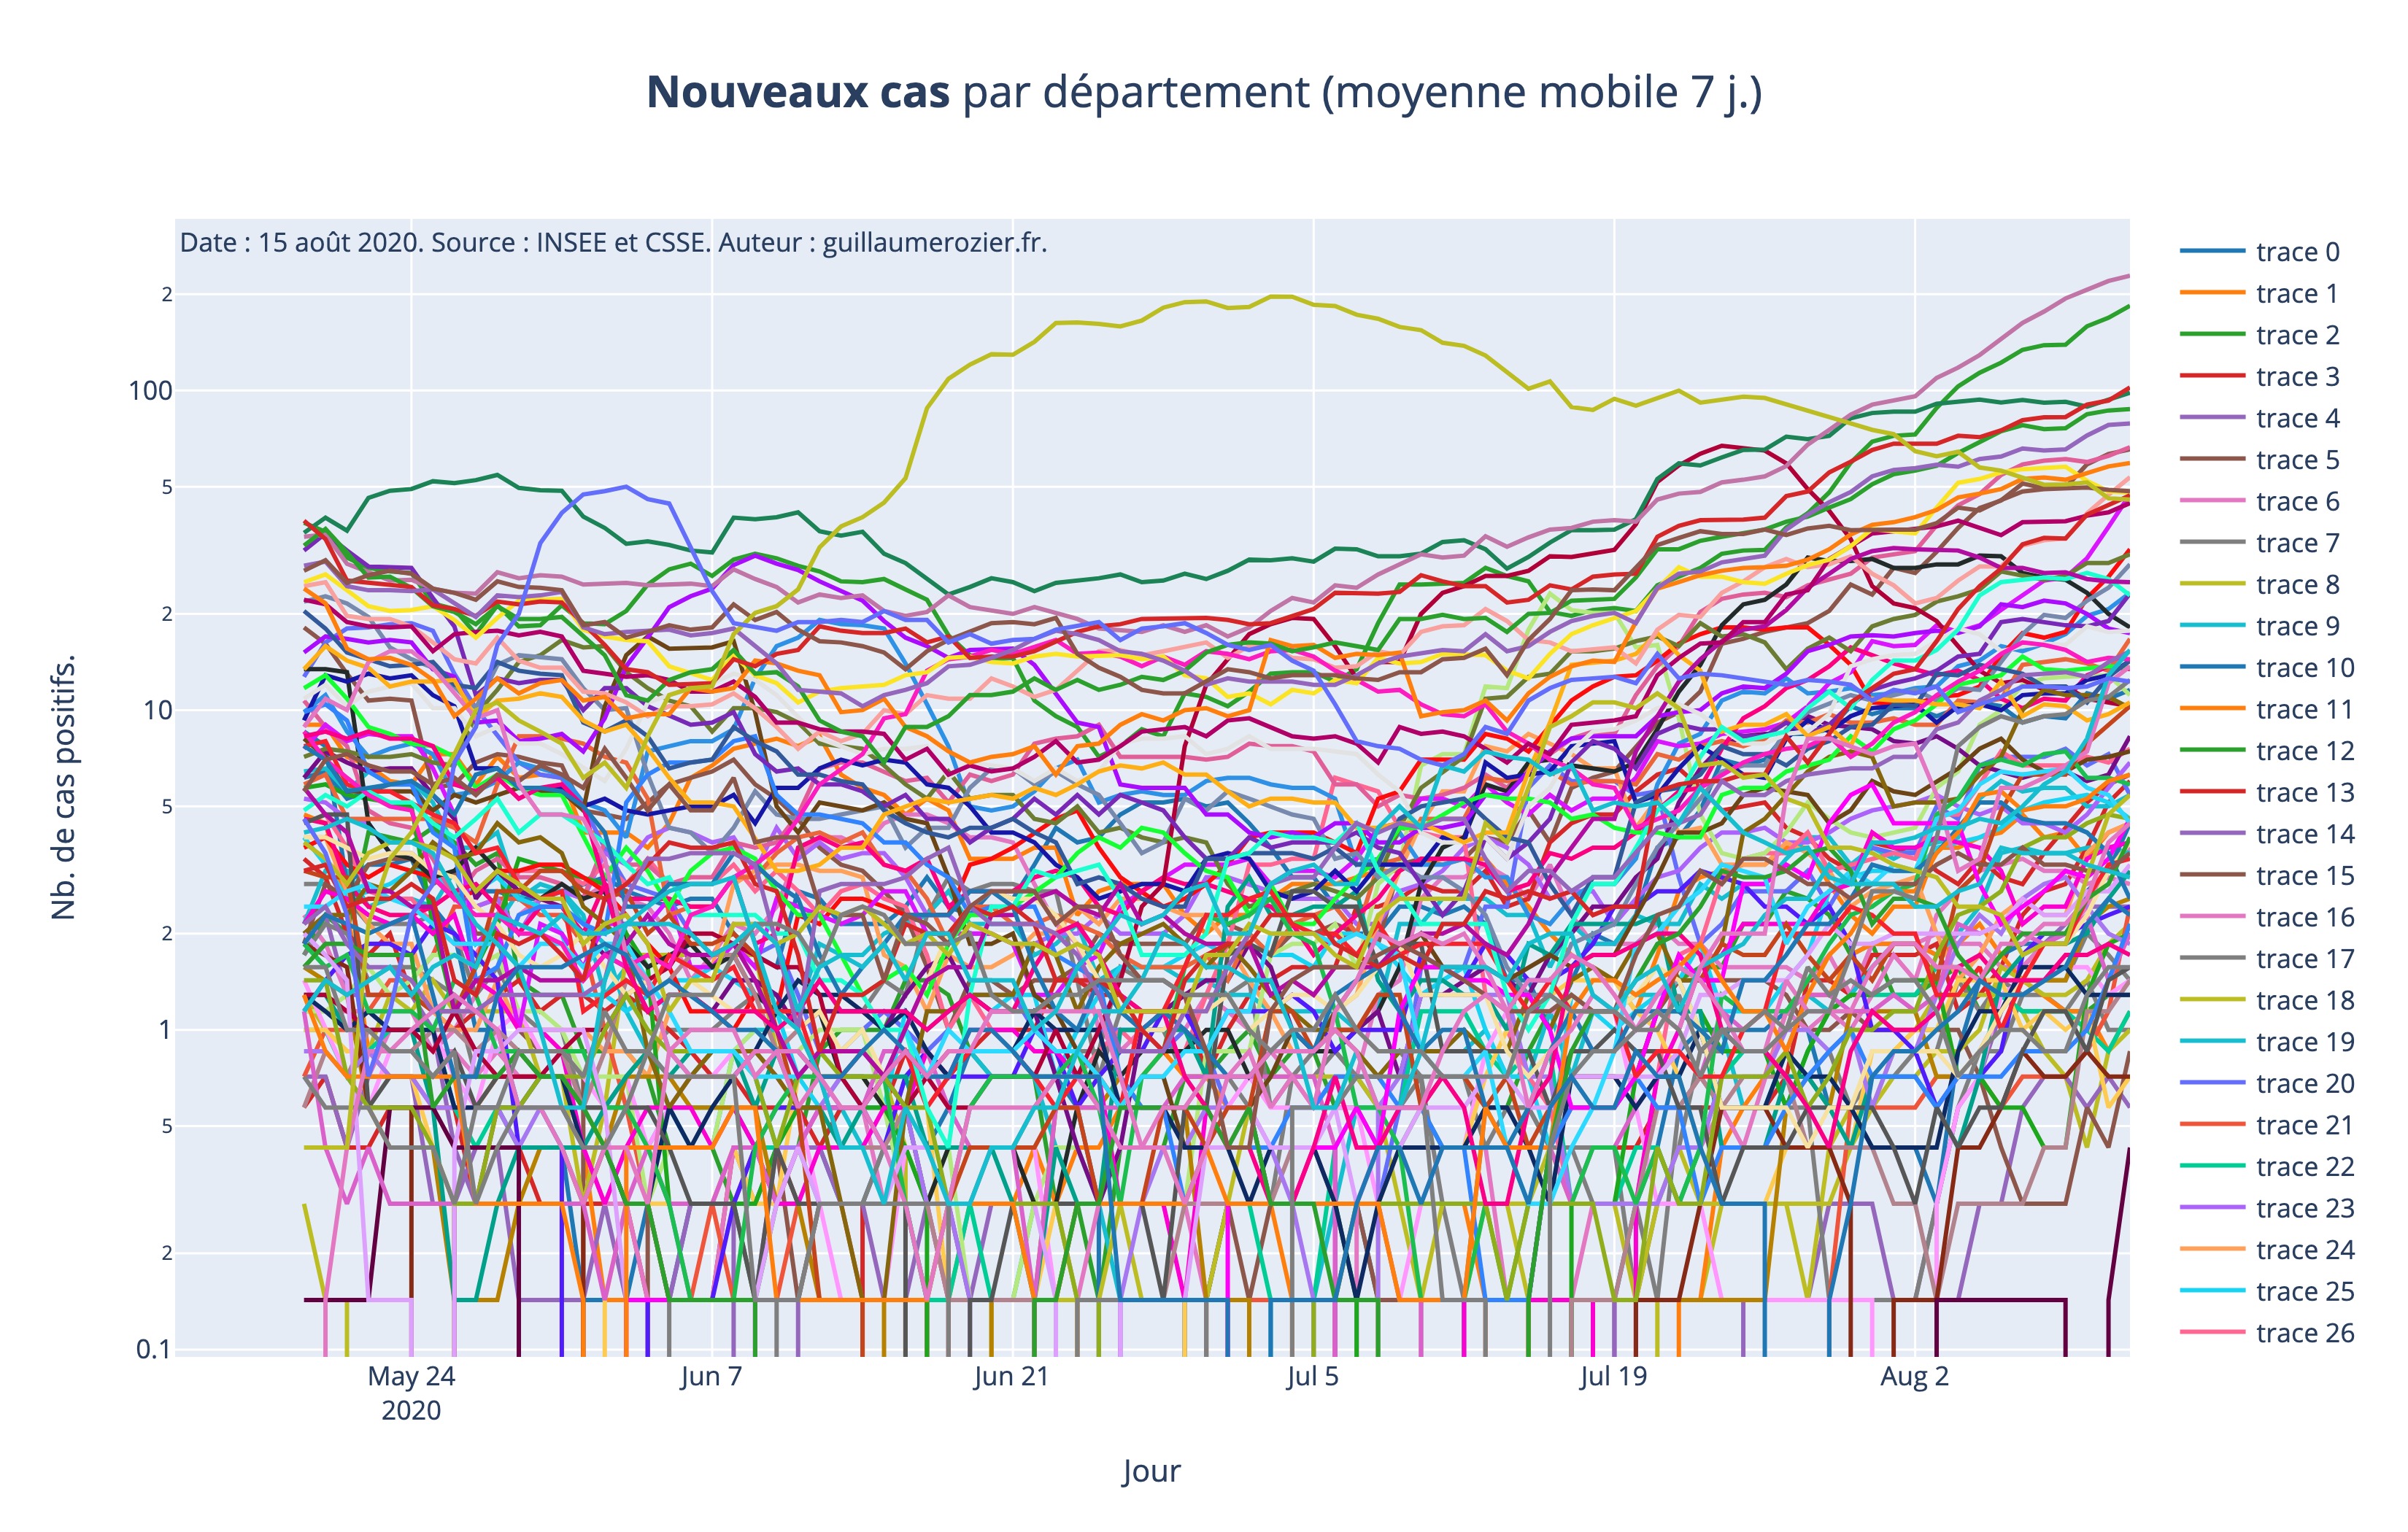 Nouveaux cas par département (moyenne mobile 7 j.)
Date : 15 août 2020. Source : INSEE et CSSE. Auteur : guillaumerozier.fr.
Nb. de cas positifs.
2
100
5
2
10
5
2
1
5
2
0.1
May 24
2020
Jun 7
Jun 21
Jul 5
Jul 19
Aug 2
Jour
trace 0
trace 1
trace 2
trace 3
trace 4
trace 5
trace 6
trace 7
trace 8
trace 9
trace 10
trace 11
trace 12
trace 13
trace 14
trace 15
trace 16
trace 17
trace 18
trace 19
trace 20
trace 21
trace 22
trace 23
trace 24
trace 25
trace 26